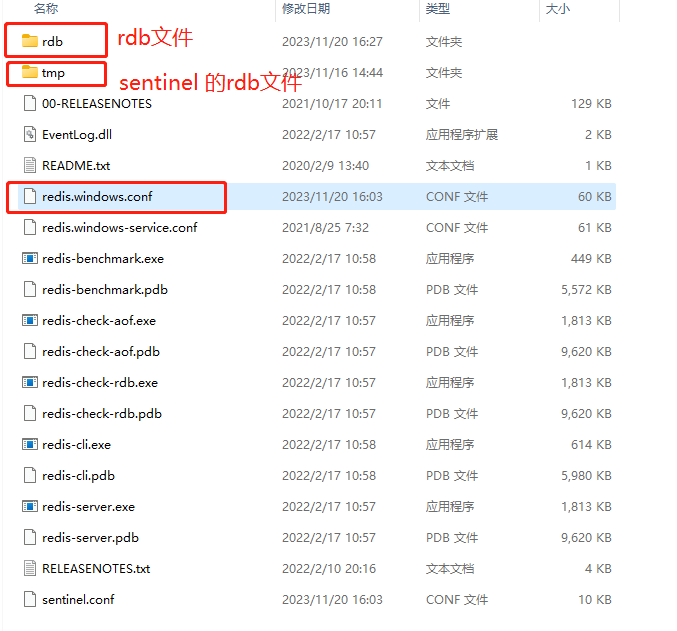 名称 修改日期 类型 大小
rdb rdb文件 2023/11/20 16:27 文件夹
tmp 2023/11/16 14:44 文件夹
sentinel 的rdb文件
00-RELEASENOTES 2021/10/17 20:11 文件 129 KB
EventLog.dll 2022/2/17 10:57 应用程序扩展 2 KB
README.txt 2020/2/9 13:40 文本文档 1 KB
redis.windows.conf 2023/11/20 16:03 CONF 文件 60 KB
redis.windows-service.conf 2021/8/25 7:32 CONF 文件 61 KB
redis-benchmark.exe 2022/2/17 10:58 应用程序 449 KB
redis-benchmark.pdb 2022/2/17 10:58 PDB 文件 5,572 KB
redis-check-aof.exe 2022/2/17 10:57 应用程序 1,813 KB
redis-check-aof.pdb 2022/2/17 10:57 PDB 文件 9,620 KB
redis-check-rdb.exe 2022/2/17 10:57 应用程序 1,813 KB
redis-check-rdb.pdb 2022/2/17 10:57 PDB 文件 9,620 KB
redis-cli.exe 2022/2/17 10:58 应用程序 614 KB
redis-cli.pdb 2022/2/17 10:58 PDB 文件 5,980 KB
redis-server.exe 2022/2/17 10:57 应用程序 1,813 KB
redis-server.pdb 2022/2/17 10:57 PDB 文件 9,620 KB
RELEASENOTES.txt 2022/2/10 20:16 文本文档 4 KB
sentinel.conf 2023/11/20 16:03 CONF 文件 10 KB